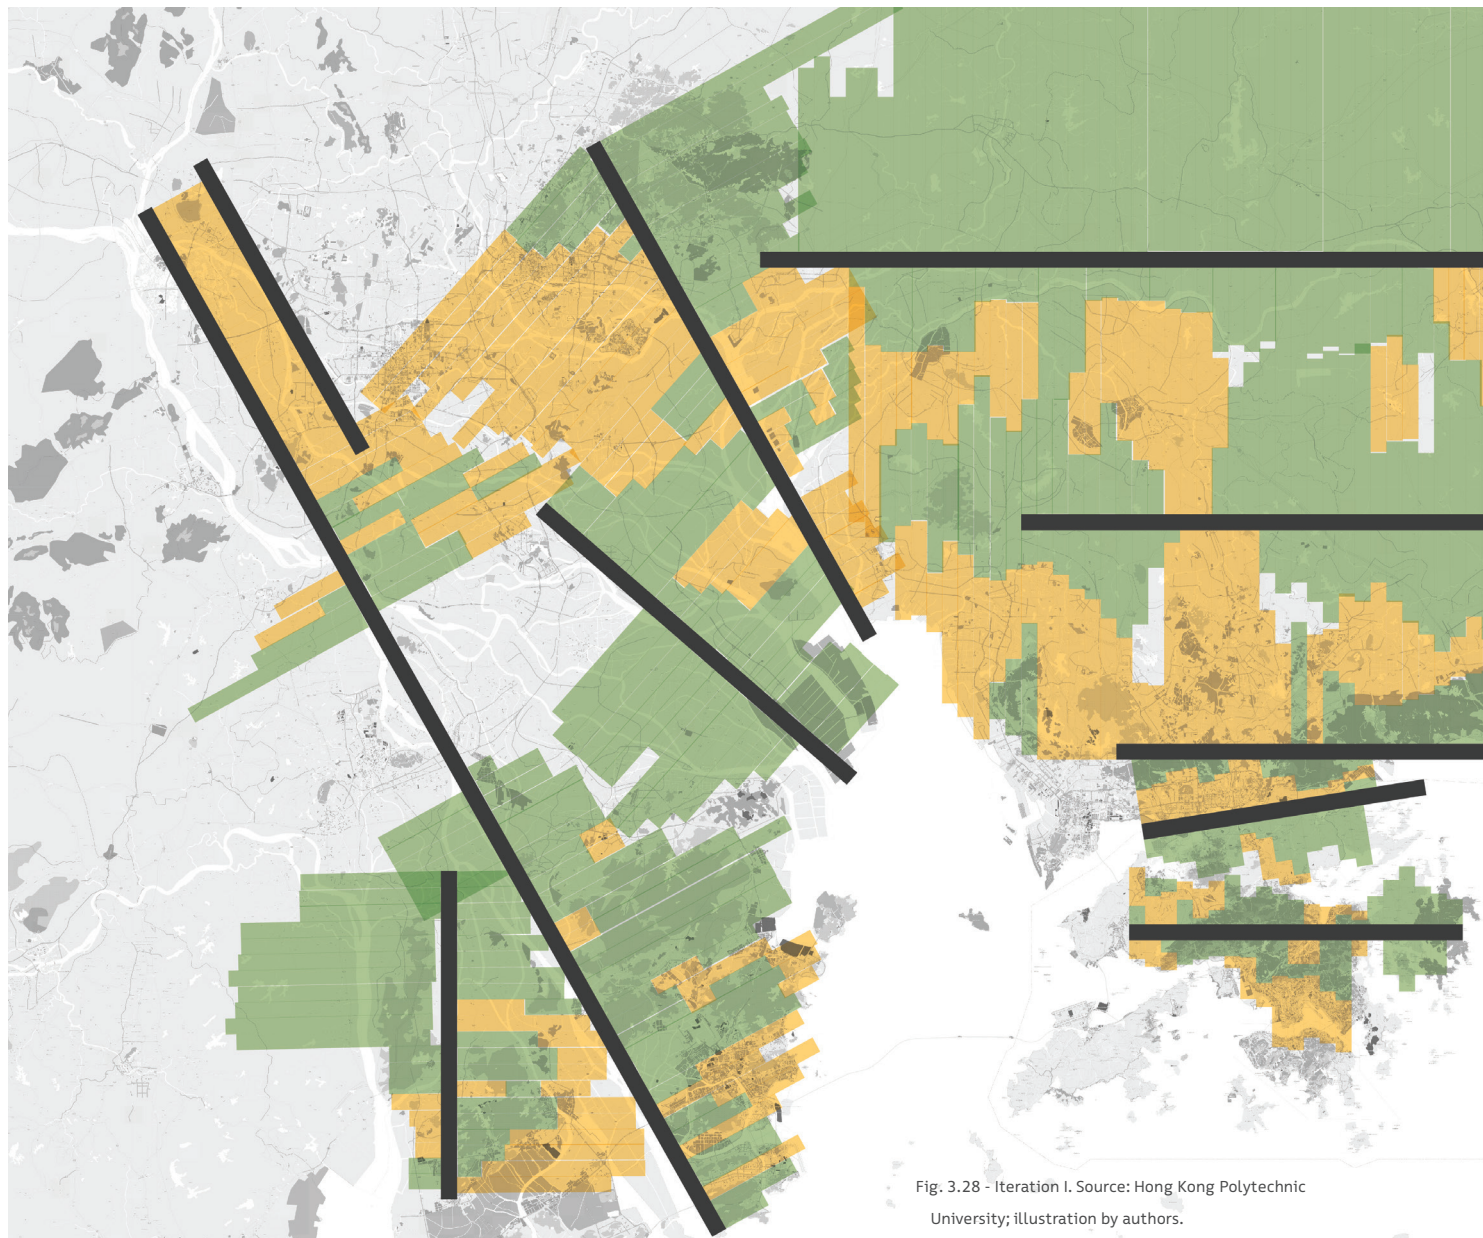 Fig. 3.28 - Iteration I. Source: Hong Kong Polytechnic
University; illustration by authors.